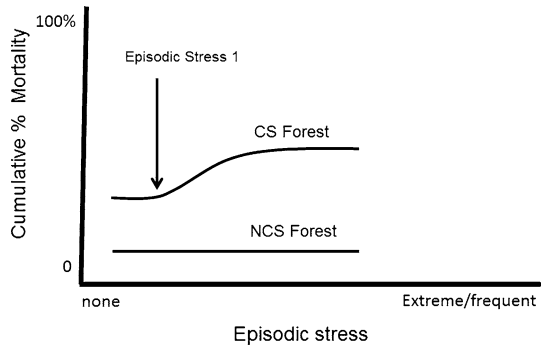 100%
Cumulative % Mortality
Episodic Stress 1
CS Forest
NCS Forest
0
none
Extreme/frequent
Episodic stress